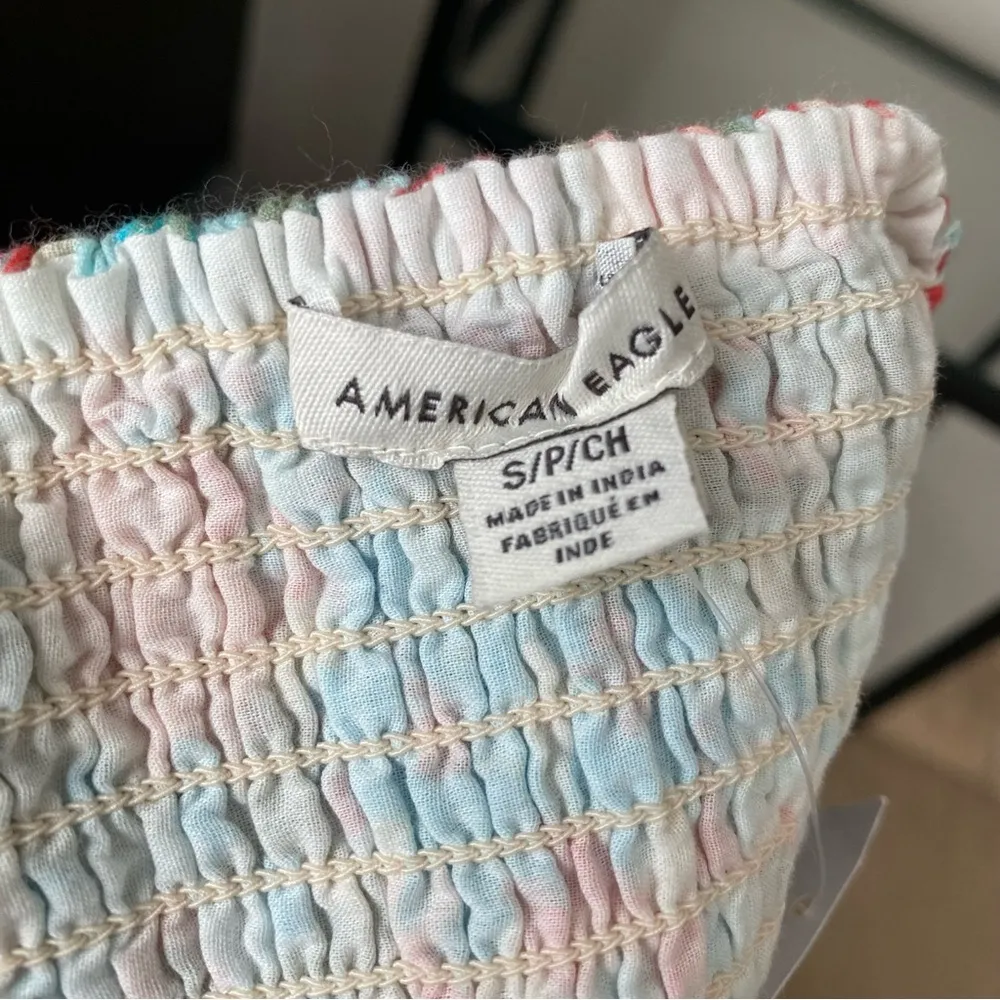 AMERICAN EAGLE
S/P/CH
MADE IN INDIA
FABRIQUÉ EN
INDE